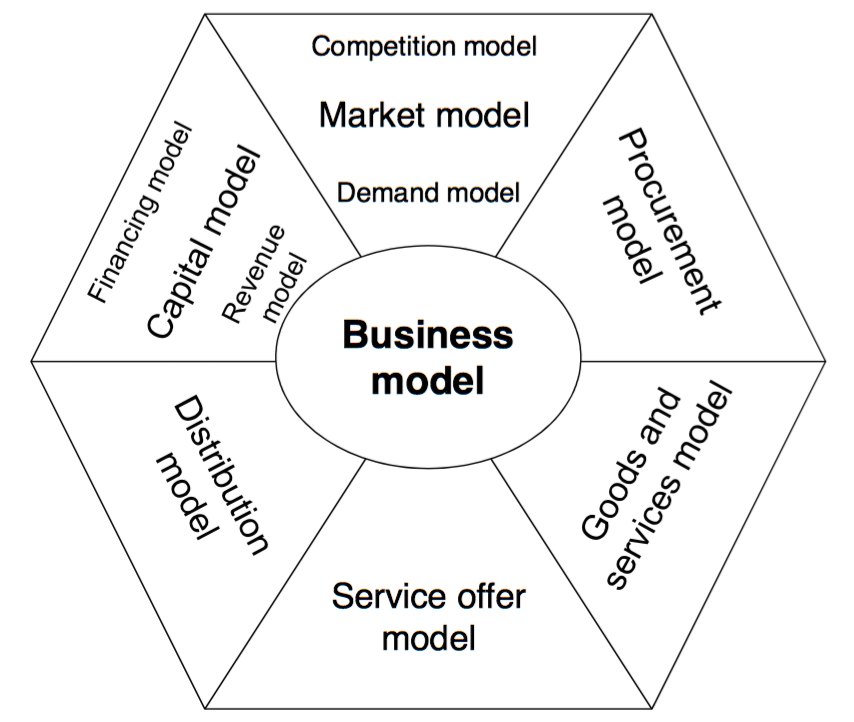 Competition model
Market model
Demand model
Procurement
model
Goods and
services model
Service offer
model
Distribution
model
Financing model
Capital model
Revenue
model
Business
model